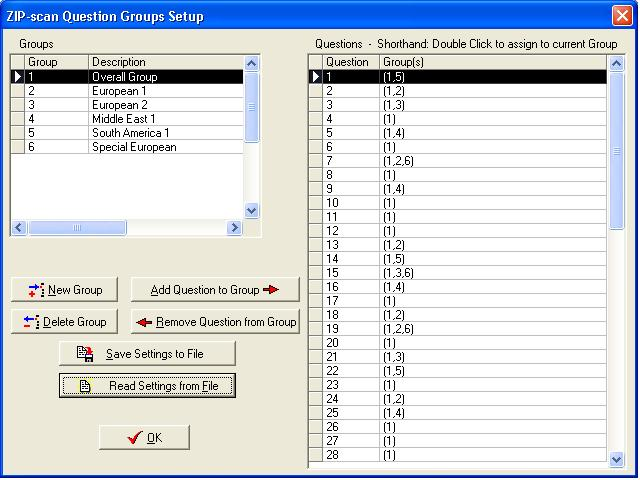 ZIP-scan Question Groups Setup
Groups
Group Description
1 Overall Group
2 European 1
3 European 2
4 Middle East 1
5 South America 1
6 Special European
New Group
Add Question to Group
Delete Group
Remove Question from Group
Save Settings to File
Read Settings from File
OK
Questions - Shorthand: Double Click to assign to current Group
Question Group(s)
1 (1,5)
2 (1,2)
3 (1,3)
4 (1)
5 (1,4)
6 (1)
7 (1,2,6)
8 (1)
9 (1,4)
10 (1)
11 (1)
12 (1)
13 (1,2)
14 (1,5)
15 (1,3,6)
16 (1,4)
17 (1)
18 (1,2)
19 (1,2,6)
20 (1)
21 (1,3)
22 (1,5)
23 (1)
24 (1,2)
25 (1,4)
26 (1)
27 (1)
28 (1)